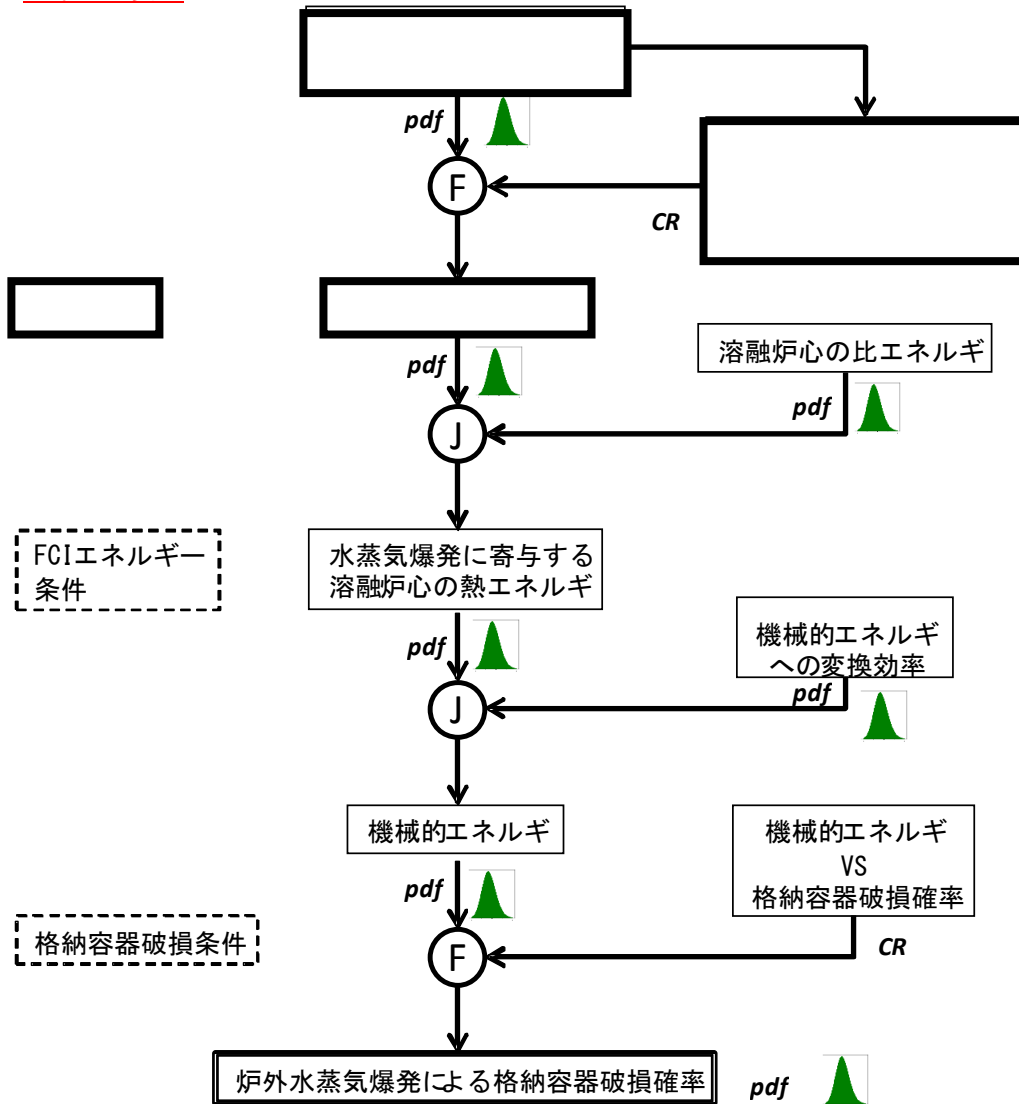 pdf
F
CR
溶融炉心の比エネルギ
pdf
pdf
J
FCIエネルギー
条件
水蒸気爆発に寄与する
溶融炉心の熱エネルギ
機械的エネルギ
への変換効率
pdf
pdf
J
機械的エネルギ
機械的エネルギ
VS
格納容器破損確率
pdf
格納容器破損条件
F
CR
炉外水蒸気爆発による格納容器破損確率
pdf